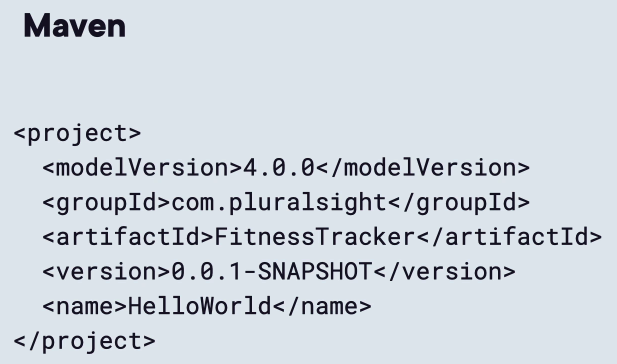 Maven
<project>
<modelVersion>4.0.0</modelVersion>
<groupId>com.pluralsight</groupId>
<artifactId>FitnessTracker</artifactId>
<version>0.0.1-SNAPSHOT</version>
<name>HelloWorld</name>
</project>